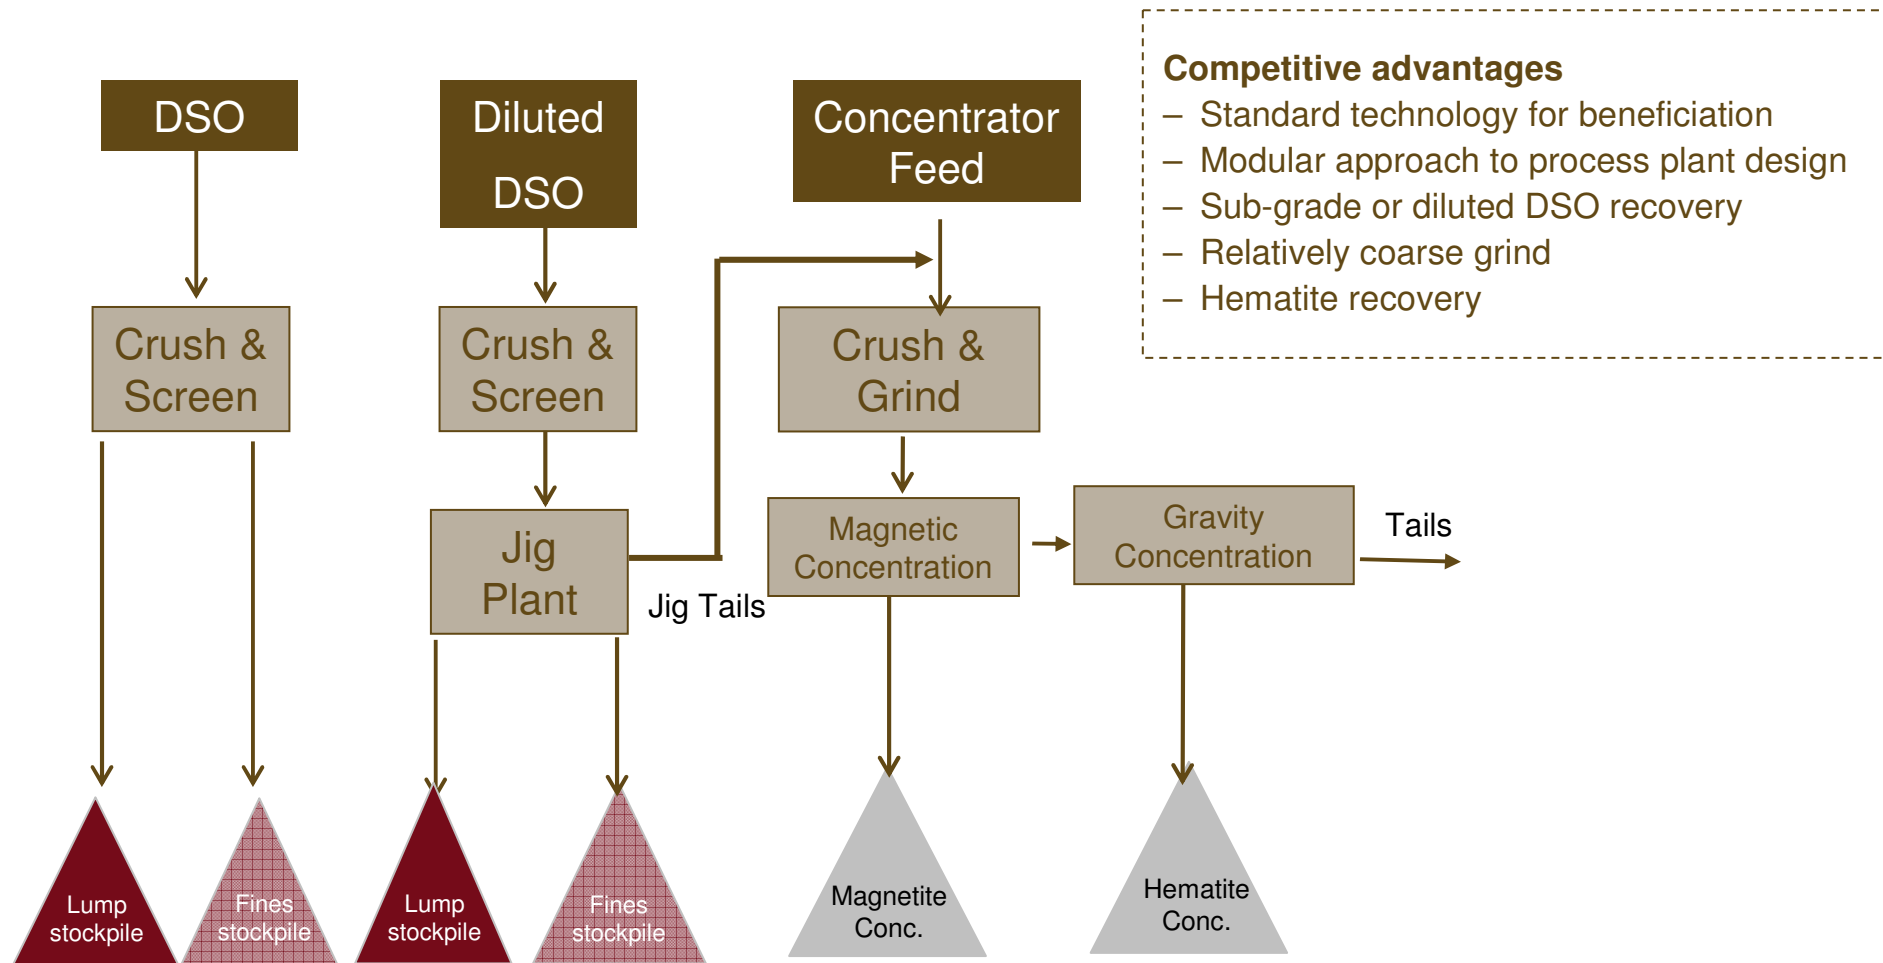 DSO
Diluted
DSO
Concentrator
Feed
Competitive advantages
– Standard technology for beneficiation
– Modular approach to process plant design
– Sub-grade or diluted DSO recovery
– Relatively coarse grind
– Hematite recovery
Crush &
Screen
Crush &
Screen
Crush &
Grind
Jig
Plant
Jig Tails
Magnetic
Concentration
Gravity
Concentration
Tails
Lump
stockpile
Fines
stockpile
Lump
stockpile
Fines
stockpile
Magnetite
Conc.
Hematite
Conc.